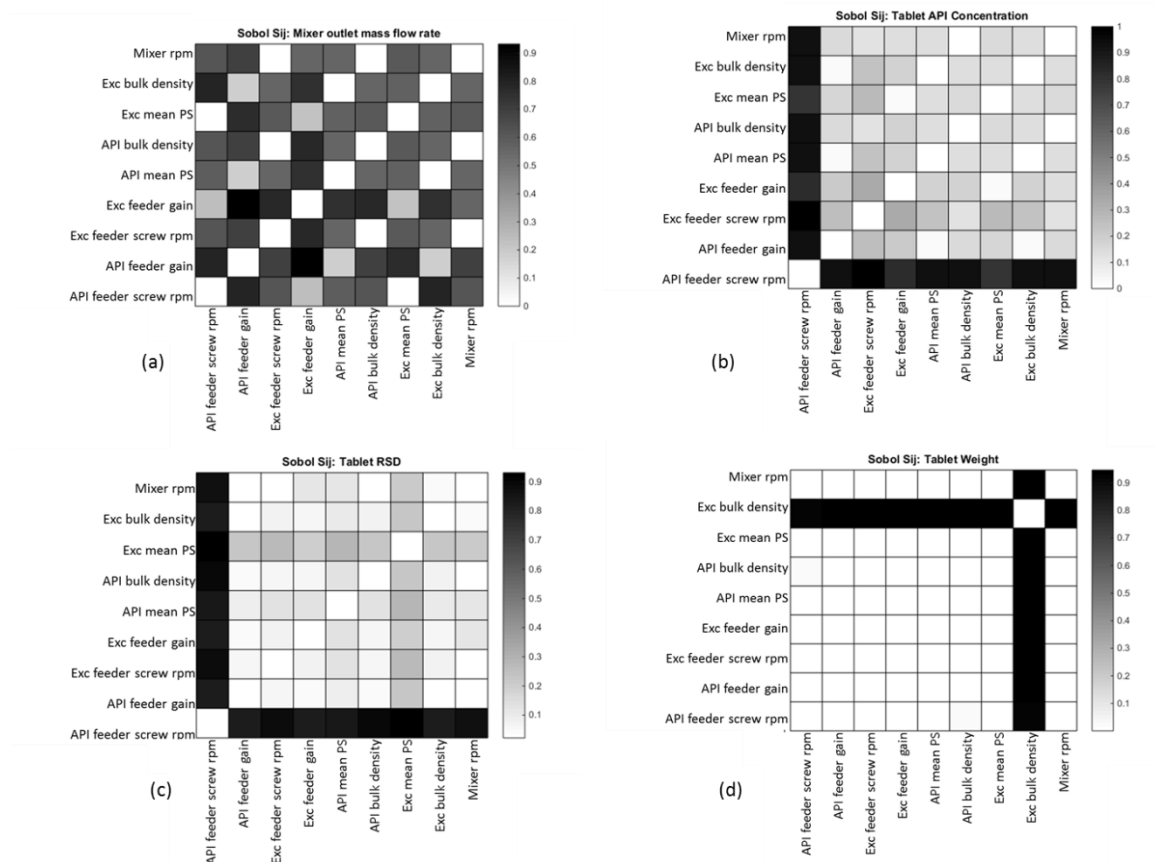 Sobol Sij: Mixer outlet mass flow rate
Mixer rpm
Exc bulk density
Exc mean PS
API bulk density
API mean PS
Exc feeder gain
Exc feeder screw rpm
API feeder gain
API feeder screw rpm
0.9
0.8
0.7
0.6
0.5
0.4
0.3
0.2
0.1
0
API feeder screw rpm
API feeder gain
Exc feeder screw rpm
Exc feeder gain
API mean PS
API bulk density
Exc mean PS
Exc bulk density
Mixer rpm
(a)
Sobol Sij: Tablet API Concentration
Mixer rpm
Exc bulk density
Exc mean PS
API bulk density
API mean PS
Exc feeder gain
Exc feeder screw rpm
API feeder gain
API feeder screw rpm
1
0.9
0.8
0.7
0.6
0.5
0.4
0.3
0.2
0.1
0
API feeder screw rpm
API feeder gain
Exc feeder screw rpm
Exc feeder gain
API mean PS
API bulk density
Exc mean PS
Exc bulk density
Mixer rpm
(b)
Sobol Sij: Tablet RSD
Mixer rpm
Exc bulk density
Exc mean PS
API bulk density
API mean PS
Exc feeder gain
Exc feeder screw rpm
API feeder gain
API feeder screw rpm
0.9
0.8
0.7
0.6
0.5
0.4
0.3
0.2
0.1
API feeder screw rpm
API feeder gain
Exc feeder screw rpm
Exc feeder gain
API mean PS
API bulk density
Exc mean PS
Exc bulk density
Mixer rpm
(c)
Sobol Sij: Tablet Weight
Mixer rpm
Exc bulk density
Exc mean PS
API bulk density
API mean PS
Exc feeder gain
Exc feeder screw rpm
API feeder gain
API feeder screw rpm
0.9
0.8
0.7
0.6
0.5
0.4
0.3
0.2
0.1
API feeder screw rpm
API feeder gain
Exc feeder screw rpm
Exc feeder gain
API mean PS
API bulk density
Exc mean PS
Exc bulk density
Mixer rpm
(d)